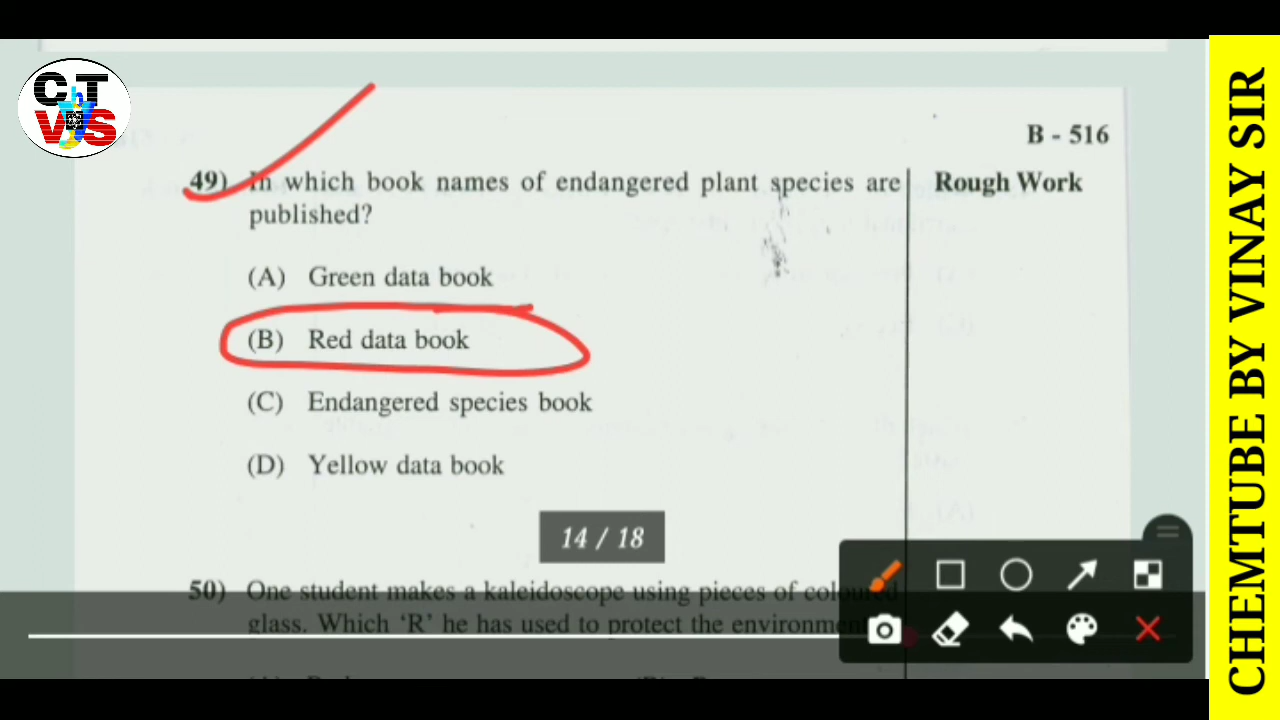 CHT
VJS
B - 516
49) In which book names of endangered plant species are
published?
Rough Work
(A) Green data book
(B) Red data book
(C) Endangered species book
(D) Yellow data book
14 / 18
50) One student makes a kaleidoscope using pieces of coloured
glass. Which ‘R’ he has used to protect the environment
CHEMTUBE BY VINAY SIR